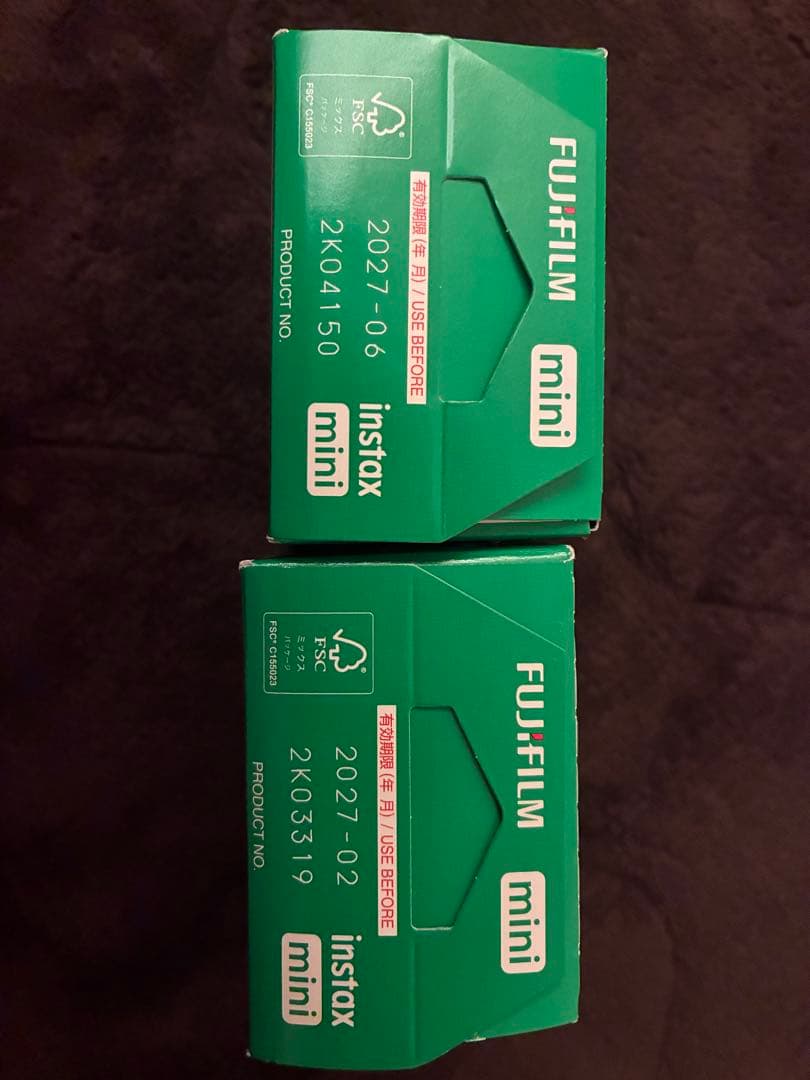 FUJIFILM mini
有効期限 (年 月) / USE BEFORE
2027-06
2K04150
PRODUCT NO.
instax
mini
FSC
ミックス
パッケージ
FSC® C155023
FUJIFILM mini
有効期限 (年 月) / USE BEFORE
2027-02
2K03319
PRODUCT NO.
instax
mini
FSC
ミックス
パッケージ
FSC® C155023